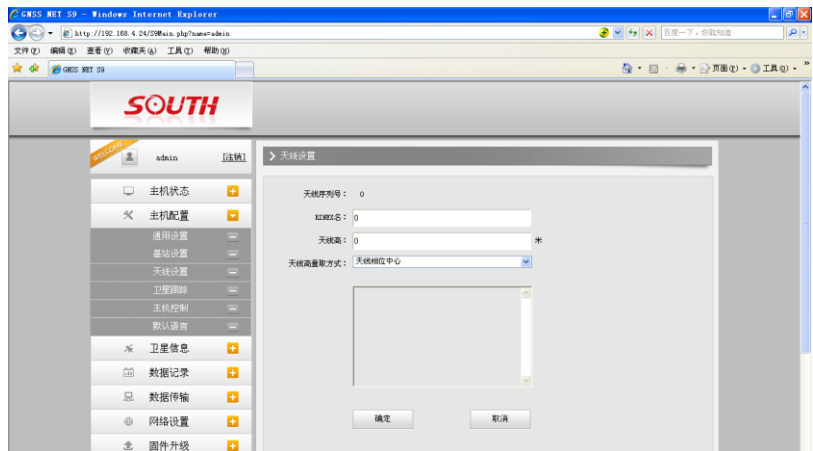 GNSS NET S9 - Windows Internet Explorer
http://192.168.4.24/S9Main.php?name=admin
百度一下，你就知道
文件(F) 编辑(E) 查看(V) 收藏夹(A) 工具(T) 帮助(H)
GNSS NET S9
页面(P) 工具(O) »
SOUTH
WELCOME
admin [注销]
天线设置
主机状态
主机配置
通用设置
基站设置
天线设置
卫星跟踪
主机控制
默认语言
卫星信息
数据记录
数据传输
网络设置
固件升级
天线序列号： 0
RINEX名： 0
天线高： 0 米
天线高量取方式： 天线相位中心
确定 取消